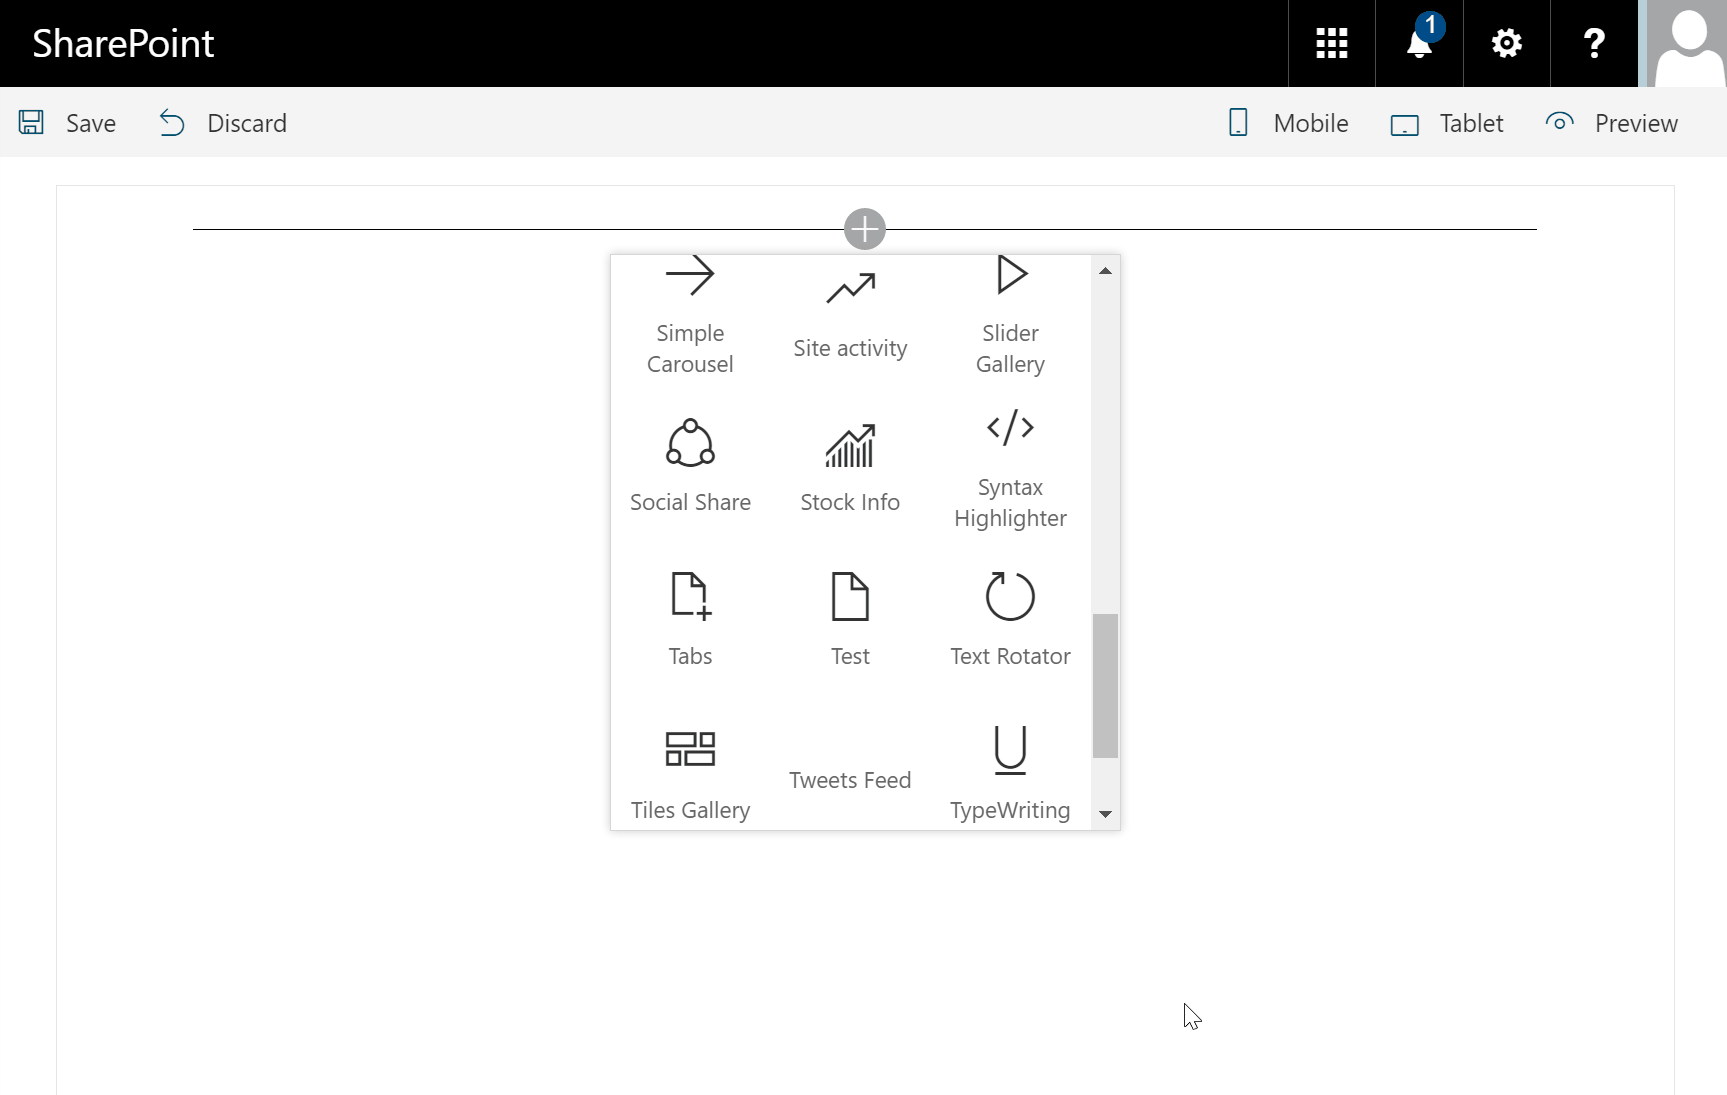 SharePoint
1
?
Save
Discard
Mobile
Tablet
Preview
Simple
Carousel
Site activity
Slider
Gallery
Social Share
Stock Info
Syntax
Highlighter
Tabs
Test
Text Rotator
Tiles Gallery
Tweets Feed
TypeWriting